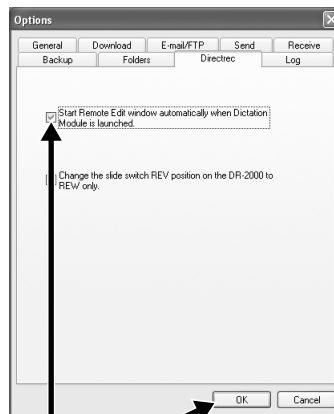 Options
General Download E-mail/FTP Send Receive
Backup Folders Directrec Log
Start Remote Edit window automatically when Dictation
Module is launched.
Change the slide switch REV position on the DR-2000 to
REW only.
OK Cancel